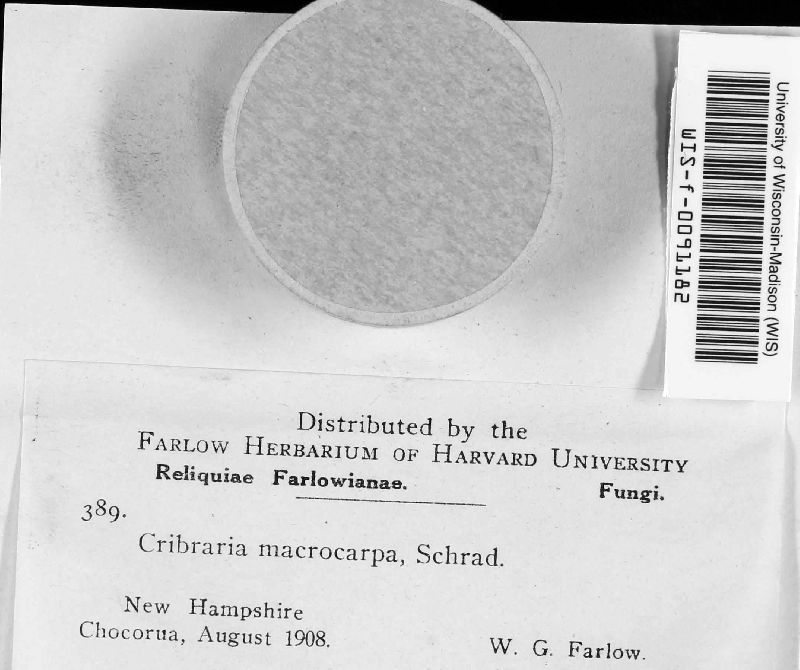 University of Wisconsin-Madison (WIS)
WIS-f-0091182
Distributed by the
FARLOW HERBARIUM OF HARVARD UNIVERSITY
Reliquiae Farlowianae. Fungi.
389.
Cribraria macrocarpa, Schrad.
New Hampshire
Chocorua, August 1908.
W. G. Farlow.